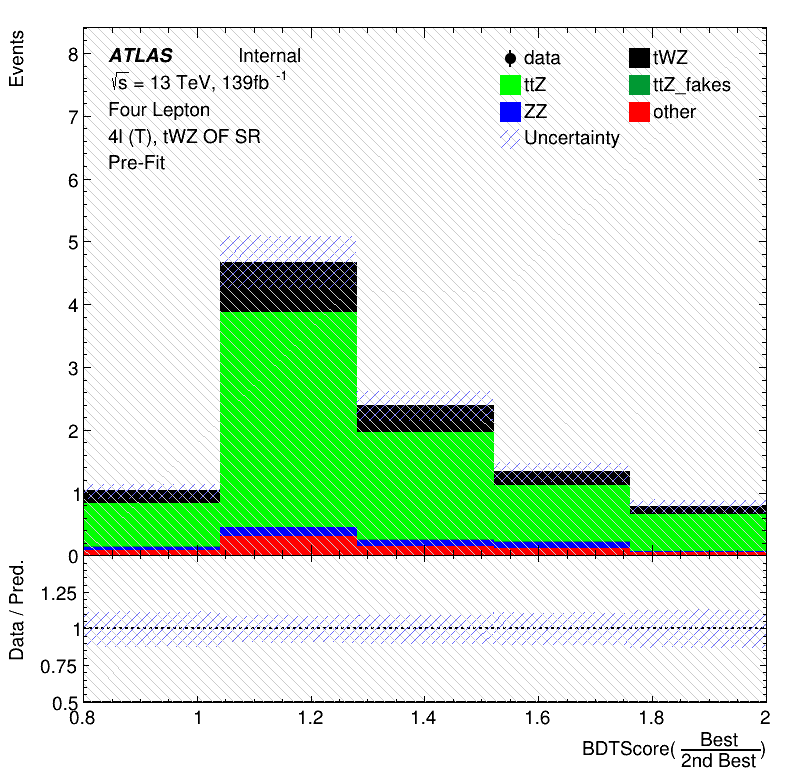 Events
8
7
6
5
4
3
2
1
0
ATLAS Internal
√s = 13 TeV, 139fb -1
Four Lepton
4l (T), tWZ OF SR
Pre-Fit
data
tWZ
ttZ
ttZ_fakes
ZZ
other
Uncertainty
Data / Pred.
1.25
1
0.75
0.5
0.8 1 1.2 1.4 1.6 1.8 2
BDTScore( Best / 2nd Best )